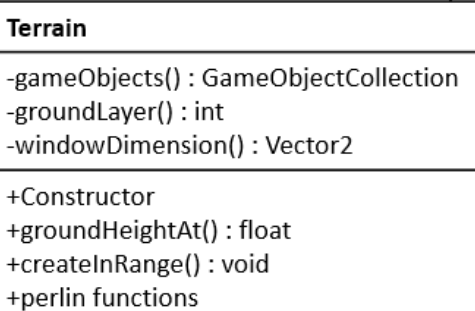 Terrain
-gameObjects() : GameObjectCollection
-groundLayer() : int
-windowDimension() : Vector2
+Constructor
+groundHeightAt() : float
+createInRange() : void
+perlin functions